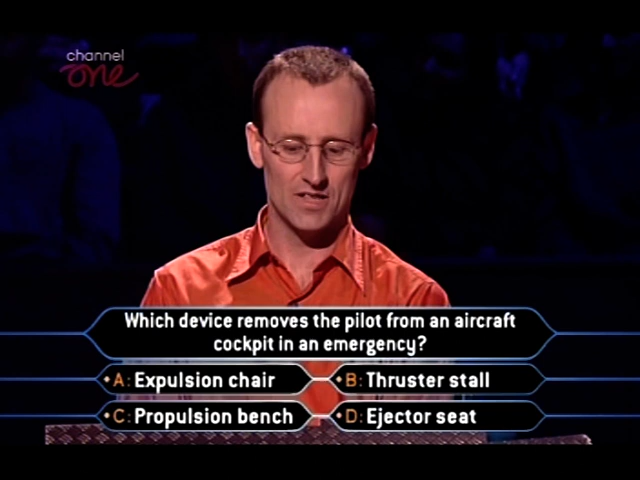 channel
one
Which device removes the pilot from an aircraft
cockpit in an emergency?
A: Expulsion chair
B: Thruster stall
C: Propulsion bench
D: Ejector seat